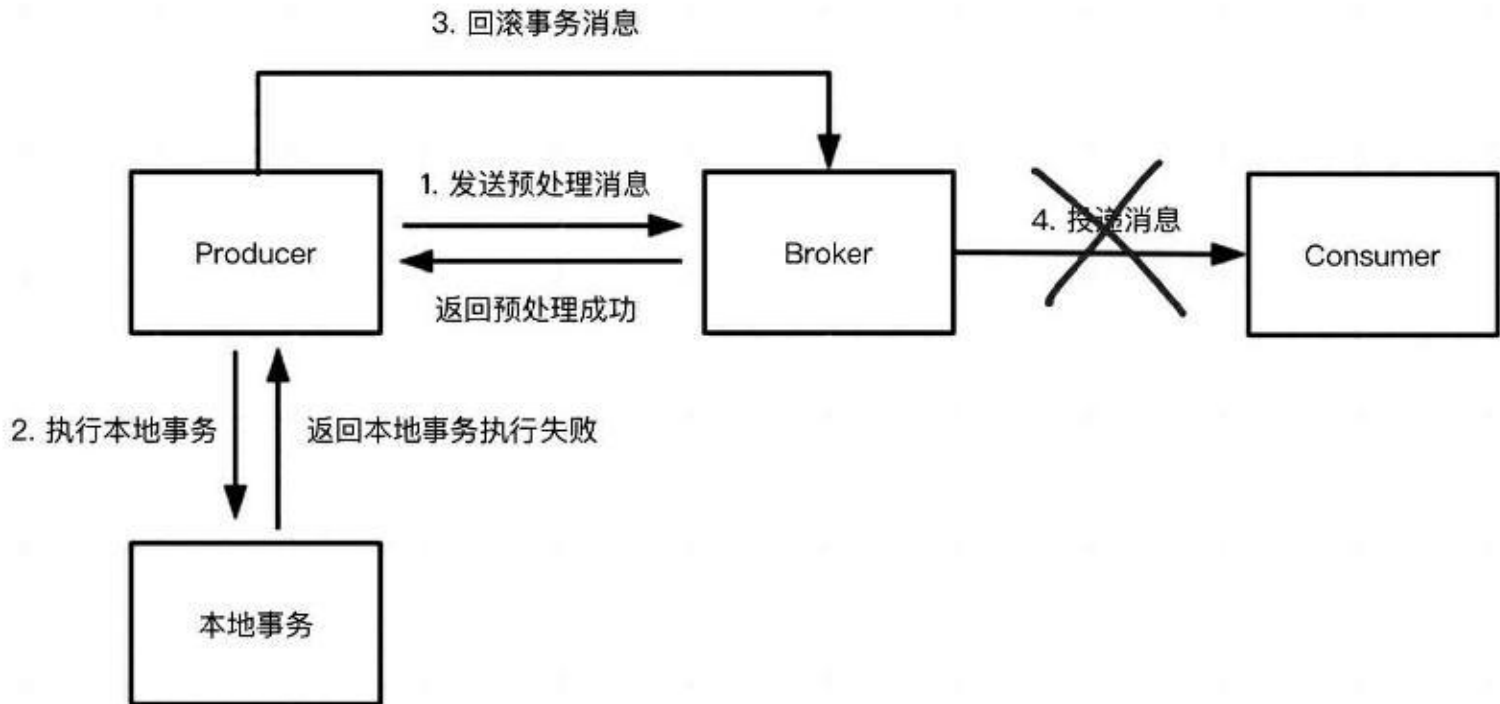 3. 回滚事务消息
1. 发送预处理消息
4. 投递消息
Producer
Broker
Consumer
返回预处理成功
2. 执行本地事务
返回本地事务执行失败
本地事务